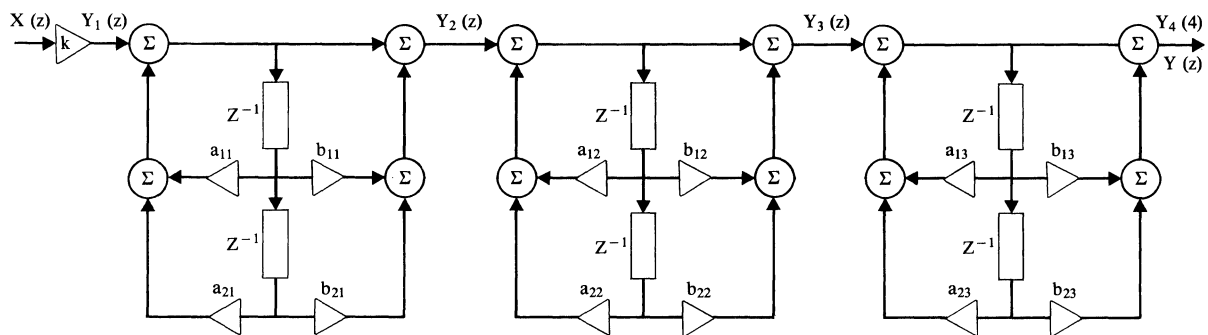 X (z) Y₁ (z) Y₂ (z) Y₃ (z) Y₄ (4)
k Σ Σ Σ Σ Σ Σ
Y (z)
Z⁻¹ Z⁻¹ Z⁻¹
a₁₁ b₁₁ a₁₂ b₁₂ a₁₃ b₁₃
Σ Σ Σ Σ Σ Σ
Z⁻¹ Z⁻¹ Z⁻¹
a₂₁ b₂₁ a₂₂ b₂₂ a₂₃ b₂₃